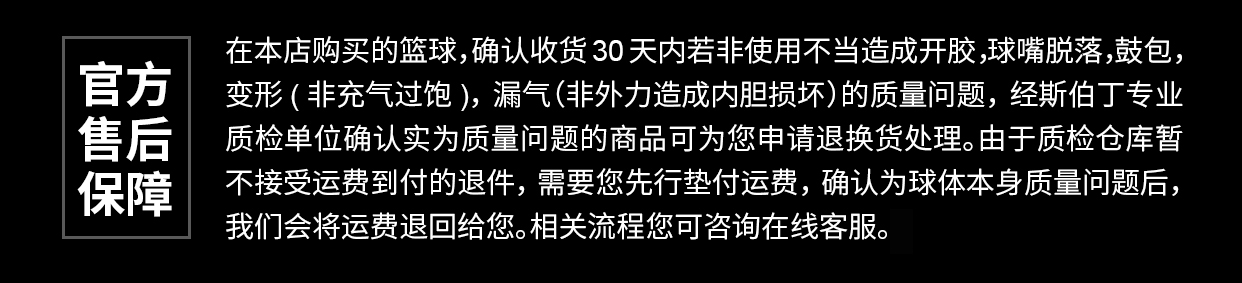 官方
售后
保障
在本店购买的篮球,确认收货30天内若非使用不当造成开胶,球嘴脱落,鼓包,
变形(非充气过饱)，漏气(非外力造成内胆损坏)的质量问题，经斯伯丁专业
质检单位确认实为质量问题的商品可为您申请退换货处理。由于质检仓库暂
不接受运费到付的退件，需要您先行垫付运费，确认为球体本身质量问题后，
我们会将运费退回给您。相关流程您可咨询在线客服。